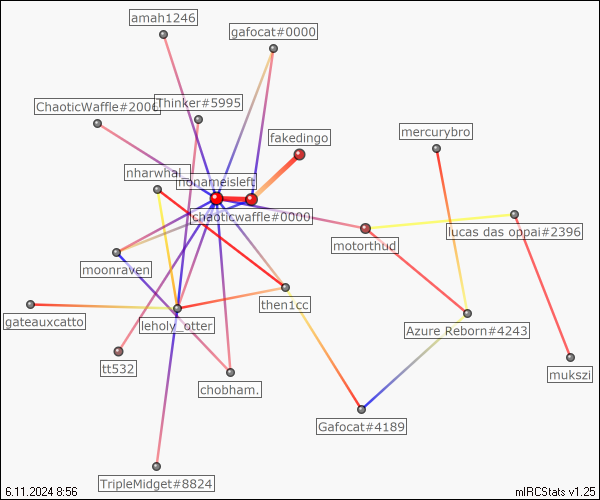 amah1246
gafocat#0000
ChaoticWaffle#200
Thinker#5995
mercurybro
fakedingo
nharwhal_
nonameisleft
chaoticwaffle#0000
lucas das oppai#2396
motorthud
moonraven
then1cc
gateauxcatto
leholy_otter
Azure Reborn#4243
tt532
mukszi
chobham.
Gafocat#4189
TripleMidget#8824
6.11.2024 8:56
mIRCStats v1.25